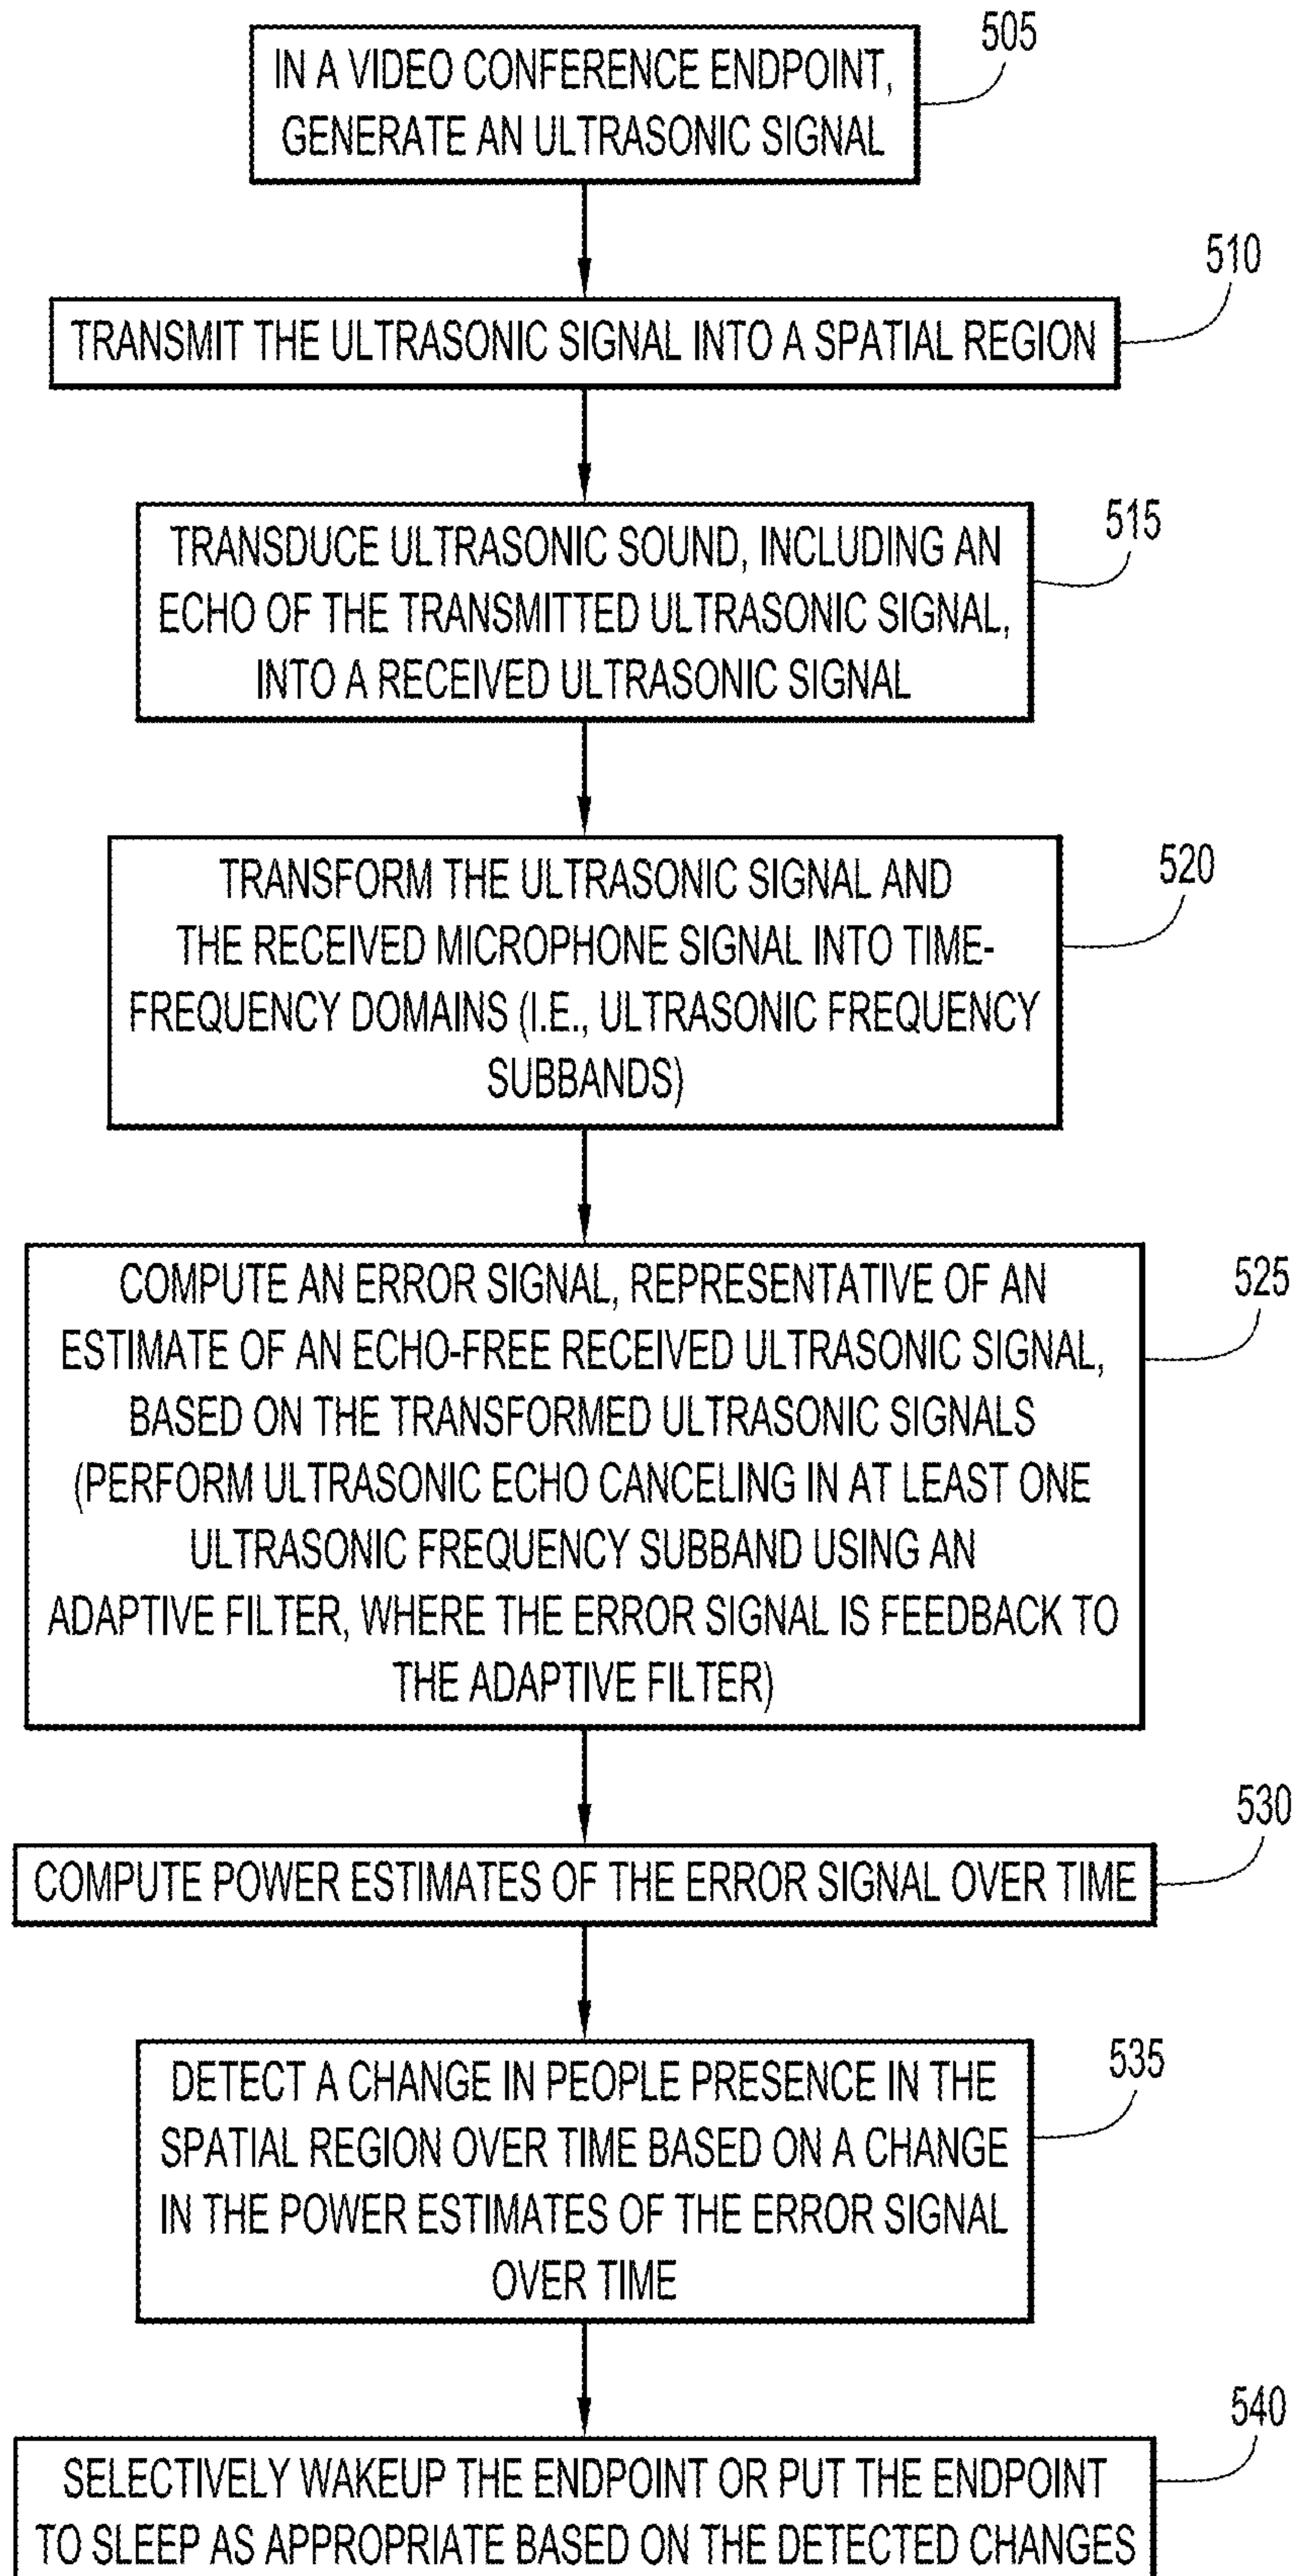 505
IN A VIDEO CONFERENCE ENDPOINT,
GENERATE AN ULTRASONIC SIGNAL
510
TRANSMIT THE ULTRASONIC SIGNAL INTO A SPATIAL REGION
515
TRANSDUCE ULTRASONIC SOUND, INCLUDING AN
ECHO OF THE TRANSMITTED ULTRASONIC SIGNAL,
INTO A RECEIVED ULTRASONIC SIGNAL
520
TRANSFORM THE ULTRASONIC SIGNAL AND
THE RECEIVED MICROPHONE SIGNAL INTO TIME-
FREQUENCY DOMAINS (I.E., ULTRASONIC FREQUENCY
SUBBANDS)
525
COMPUTE AN ERROR SIGNAL, REPRESENTATIVE OF AN
ESTIMATE OF AN ECHO-FREE RECEIVED ULTRASONIC SIGNAL,
BASED ON THE TRANSFORMED ULTRASONIC SIGNALS
(PERFORM ULTRASONIC ECHO CANCELING IN AT LEAST ONE
ULTRASONIC FREQUENCY SUBBAND USING AN
ADAPTIVE FILTER, WHERE THE ERROR SIGNAL IS FEEDBACK TO
THE ADAPTIVE FILTER)
530
COMPUTE POWER ESTIMATES OF THE ERROR SIGNAL OVER TIME
535
DETECT A CHANGE IN PEOPLE PRESENCE IN THE
SPATIAL REGION OVER TIME BASED ON A CHANGE
IN THE POWER ESTIMATES OF THE ERROR SIGNAL
OVER TIME
540
SELECTIVELY WAKEUP THE ENDPOINT OR PUT THE ENDPOINT
TO SLEEP AS APPROPRIATE BASED ON THE DETECTED CHANGES